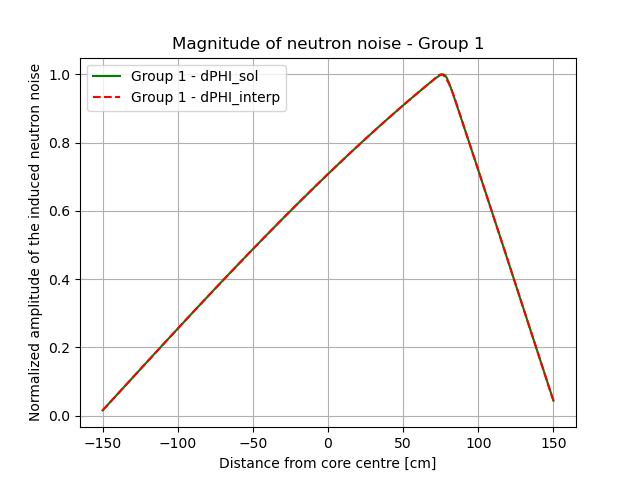 Magnitude of neutron noise - Group 1
Group 1 - dPHI_sol
Group 1 - dPHI_interp
Normalized amplitude of the induced neutron noise
1.0
0.8
0.6
0.4
0.2
0.0
−150 −100 −50 0 50 100 150
Distance from core centre [cm]